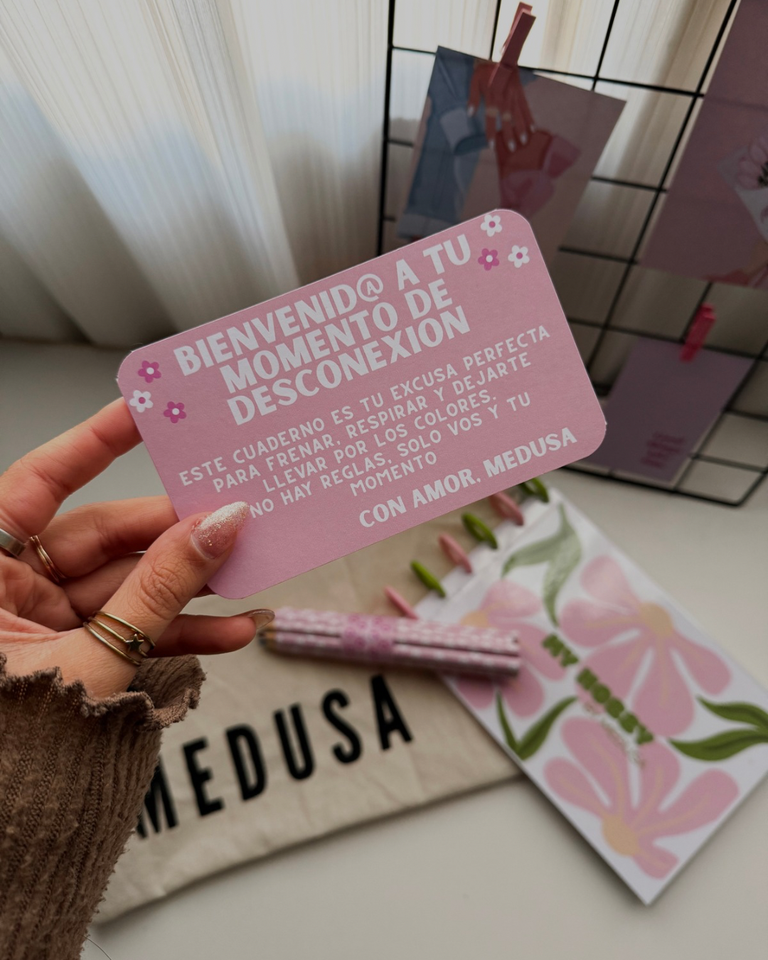 BIENVENID@ A TU
MOMENTO DE
DESCONEXION
ESTE CUADERNO ES TU EXCUSA PERFECTA
PARA FRENAR, RESPIRAR Y DEJARTE
LLEVAR POR LOS COLORES.
NO HAY REGLAS, SOLO VOS Y TU
MOMENTO
CON AMOR, MEDUSA
MY HOBBY
MEDUSA